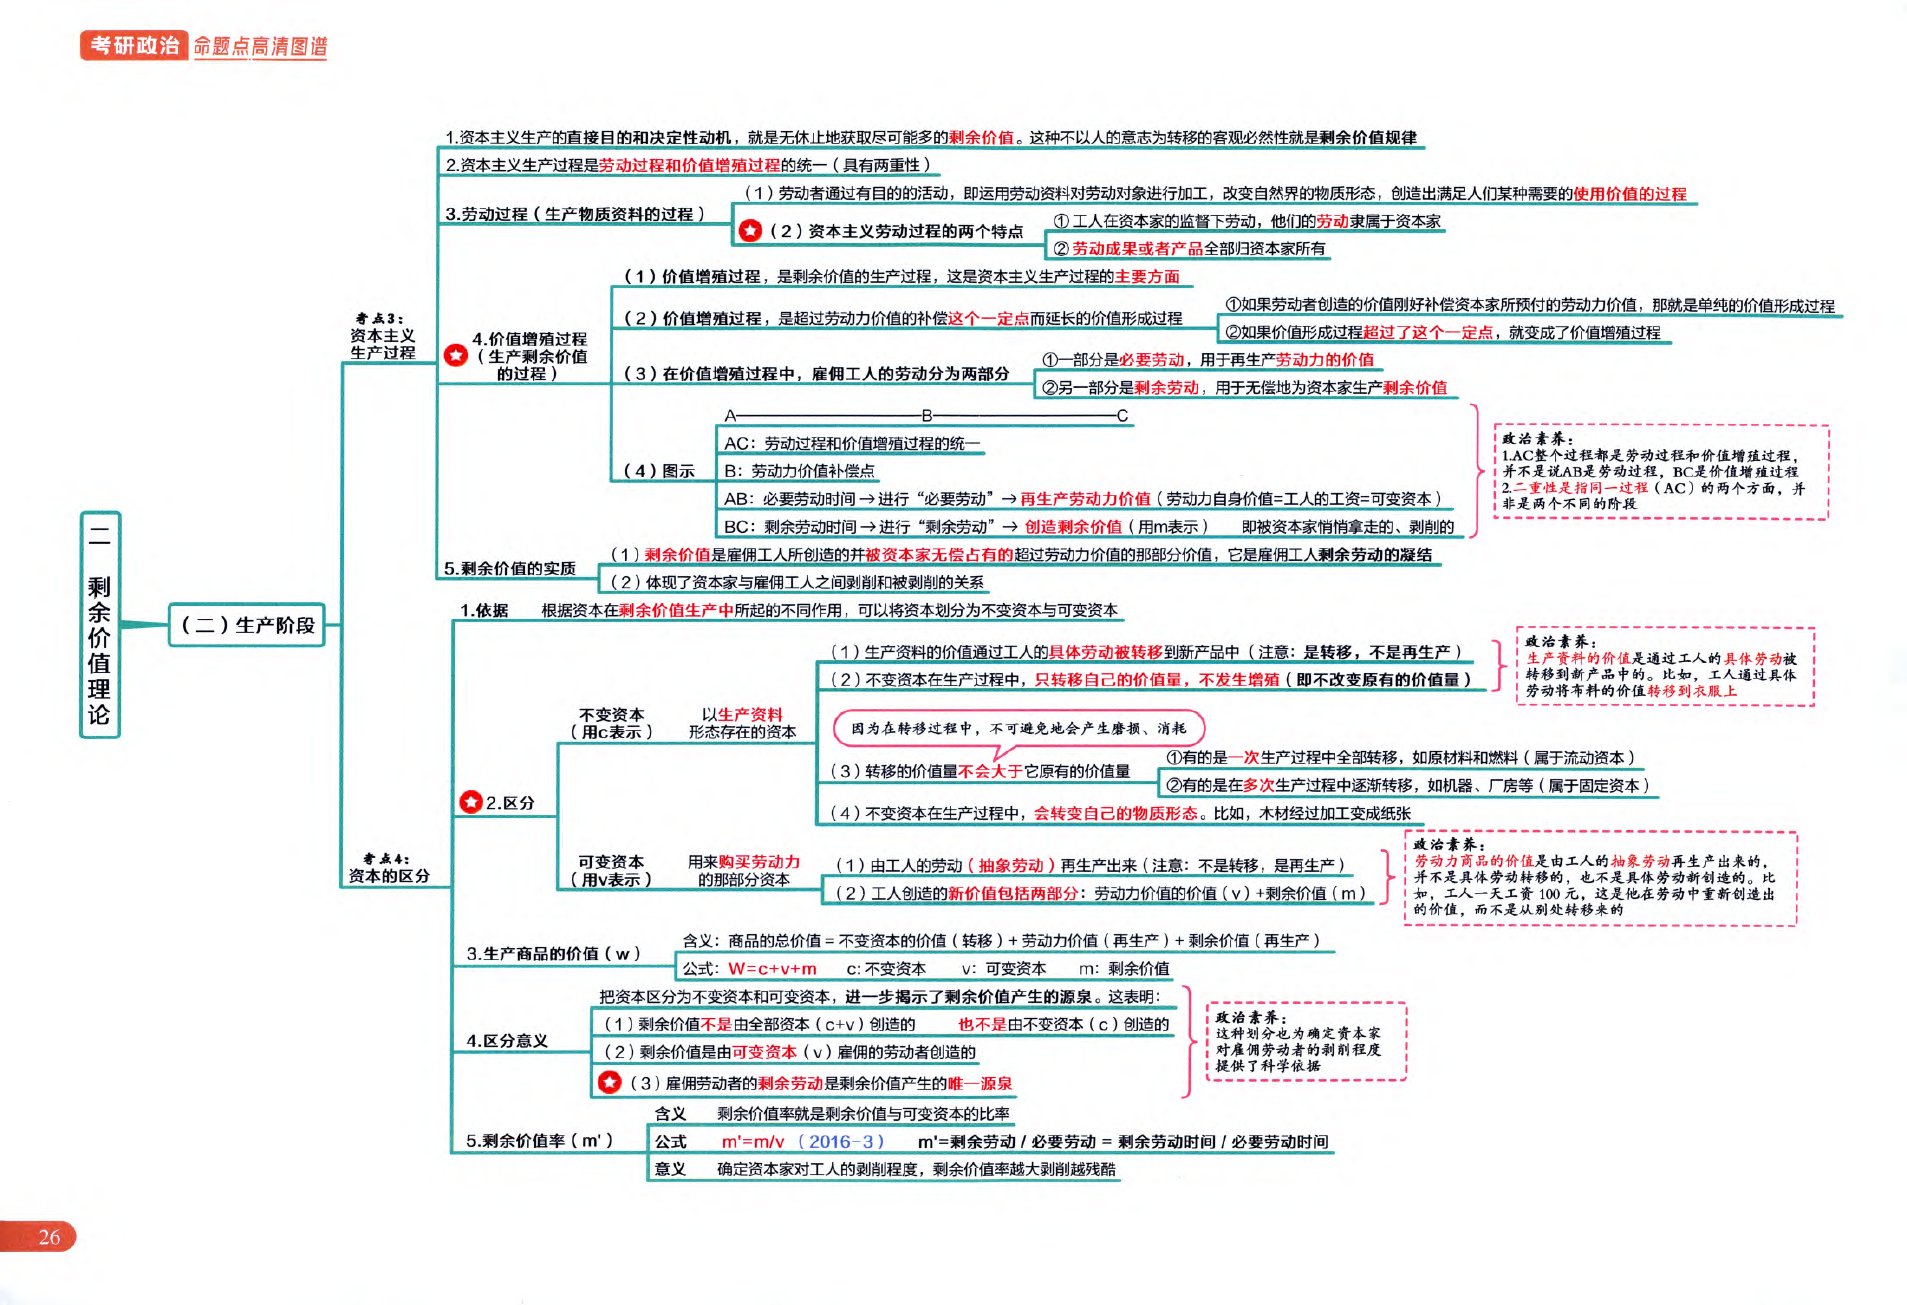 考研政治 命题点高清图谱
二 剩余价值理论
（二）生产阶段
考点3：
资本主义
生产过程
1.资本主义生产的直接目的和决定性动机，就是无休止地获取尽可能多的剩余价值。这种不以人的意志为转移的客观必然性就是剩余价值规律
2.资本主义生产过程是劳动过程和价值增殖过程的统一（具有两重性）
3.劳动过程（生产物质资料的过程）
（1）劳动者通过有目的的活动，即运用劳动资料对劳动对象进行加工，改变自然界的物质形态，创造出满足人们某种需要的使用价值的过程
（2）资本主义劳动过程的两个特点
①工人在资本家的监督下劳动，他们的劳动隶属于资本家
②劳动成果或者产品全部归资本家所有
4.价值增殖过程
（生产剩余价值
的过程）
（1）价值增殖过程，是剩余价值的生产过程，这是资本主义生产过程的主要方面
（2）价值增殖过程，是超过劳动力价值的补偿这个一定点而延长的价值形成过程
①如果劳动者创造的价值刚好补偿资本家所预付的劳动力价值，那就是单纯的价值形成过程
②如果价值形成过程超过了这个一定点，就变成了价值增殖过程
（3）在价值增殖过程中，雇佣工人的劳动分为两部分
①一部分是必要劳动，用于再生产劳动力的价值
②另一部分是剩余劳动，用于无偿地为资本家生产剩余价值
（4）图示
A————B————C
AC：劳动过程和价值增殖过程的统一
B：劳动力价值补偿点
AB：必要劳动时间→进行“必要劳动”→再生产劳动力价值（劳动力自身价值=工人的工资=可变资本）
BC：剩余劳动时间→进行“剩余劳动”→ 创造剩余价值（用m表示） 即被资本家悄悄拿走的、剥削的
政治素养：
1.AC整个过程都是劳动过程和价值增殖过程，
并不是说AB是劳动过程，BC是价值增殖过程
2.二重性是指同一过程（AC）的两个方面，并
非是两个不同的阶段
5.剩余价值的实质
（1）剩余价值是雇佣工人所创造的并被资本家无偿占有的超过劳动力价值的那部分价值，它是雇佣工人剩余劳动的凝结
（2）体现了资本家与雇佣工人之间剥削和被剥削的关系
考点4：
资本的区分
1.依据 根据资本在剩余价值生产中所起的不同作用，可以将资本划分为不变资本与可变资本
2.区分
不变资本
（用c表示）
以生产资料
形态存在的资本
（1）生产资料的价值通过工人的具体劳动被转移到新产品中（注意：是转移，不是再生产）
（2）不变资本在生产过程中，只转移自己的价值量，不发生增殖（即不改变原有的价值量）
因为在转移过程中，不可避免地会产生磨损、消耗
（3）转移的价值量不会大于它原有的价值量
①有的是一次生产过程中全部转移，如原材料和燃料（属于流动资本）
②有的是在多次生产过程中逐渐转移，如机器、厂房等（属于固定资本）
（4）不变资本在生产过程中，会转变自己的物质形态。比如，木材经过加工变成纸张
政治素养：
生产资料的价值是通过工人的具体劳动被
转移到新产品中的。比如，工人通过具体
劳动将布料的价值转移到衣服上
可变资本
（用v表示）
用来购买劳动力
的那部分资本
（1）由工人的劳动（抽象劳动）再生产出来（注意：不是转移，是再生产）
（2）工人创造的新价值包括两部分：劳动力价值的价值（v）+剩余价值（m）
政治素养：
劳动力商品的价值是由工人的抽象劳动再生产出来的，
并不是具体劳动转移的，也不是具体劳动新创造的。比
如，工人一天工资 100 元，这是他在劳动中重新创造出
的价值，而不是从别处转移来的
3.生产商品的价值（w）
含义：商品的总价值 = 不变资本的价值（转移）+ 劳动力价值（再生产）+ 剩余价值（再生产）
公式：W=c+v+m c：不变资本 v：可变资本 m：剩余价值
4.区分意义
把资本区分为不变资本和可变资本，进一步揭示了剩余价值产生的源泉。这表明：
（1）剩余价值不是由全部资本（c+v）创造的 也不是由不变资本（c）创造的
（2）剩余价值是由可变资本（v）雇佣的劳动者创造的
（3）雇佣劳动者的剩余劳动是剩余价值产生的唯一源泉
政治素养：
这种划分也为确定资本家
对雇佣劳动者的剥削程度
提供了科学依据
5.剩余价值率（m'）
含义 剩余价值率就是剩余价值与可变资本的比率
公式 m'=m/v （2016-3） m'=剩余劳动 / 必要劳动 = 剩余劳动时间 / 必要劳动时间
意义 确定资本家对工人的剥削程度，剩余价值率越大剥削越残酷
26